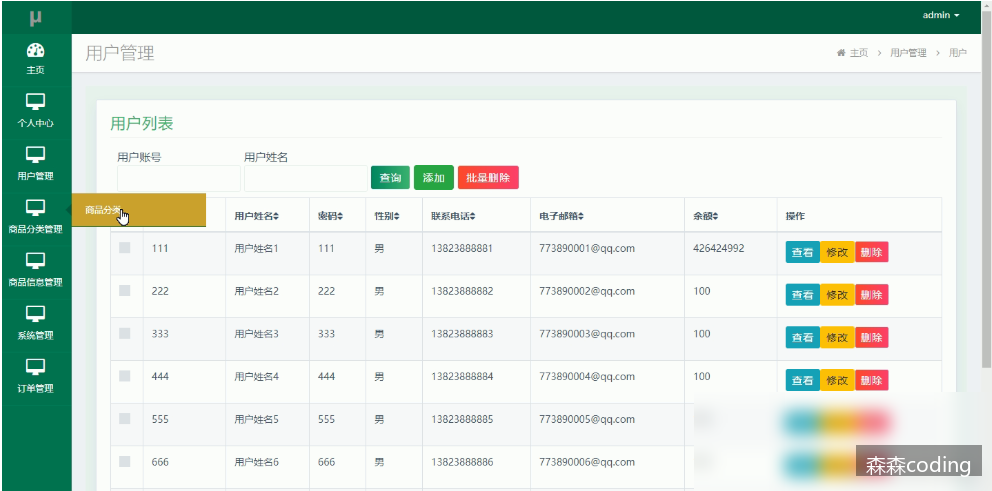 μ
admin
用户管理
主页 > 用户管理 > 用户
主页
个人中心
用户管理
商品分类管理
商品信息管理
系统管理
订单管理
商品分类
用户列表
用户账号 用户姓名
查询 添加 批量删除
用户姓名 密码 性别 联系电话 电子邮箱 余额 操作
111 用户姓名1 111 男 13823888881 773890001@qq.com 426424992 查看 修改 删除
222 用户姓名2 222 男 13823888882 773890002@qq.com 100 查看 修改 删除
333 用户姓名3 333 男 13823888883 773890003@qq.com 100 查看 修改 删除
444 用户姓名4 444 男 13823888884 773890004@qq.com 100 查看 修改 删除
555 用户姓名5 555 男 13823888885 773890005@qq.com
666 用户姓名6 666 男 13823888886 773890006@qq.com
森森coding